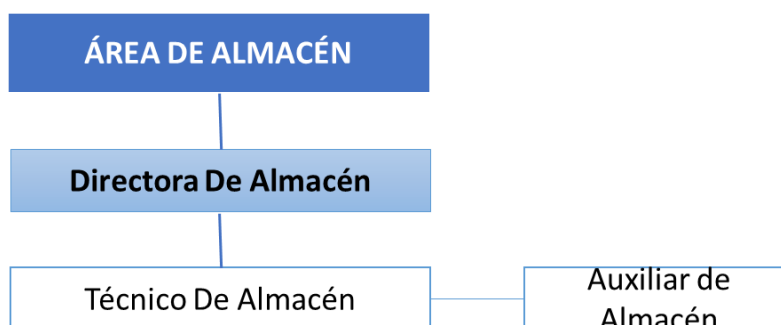 ÁREA DE ALMACÉN
Directora De Almacén
Técnico De Almacén
Auxiliar de
Almacén